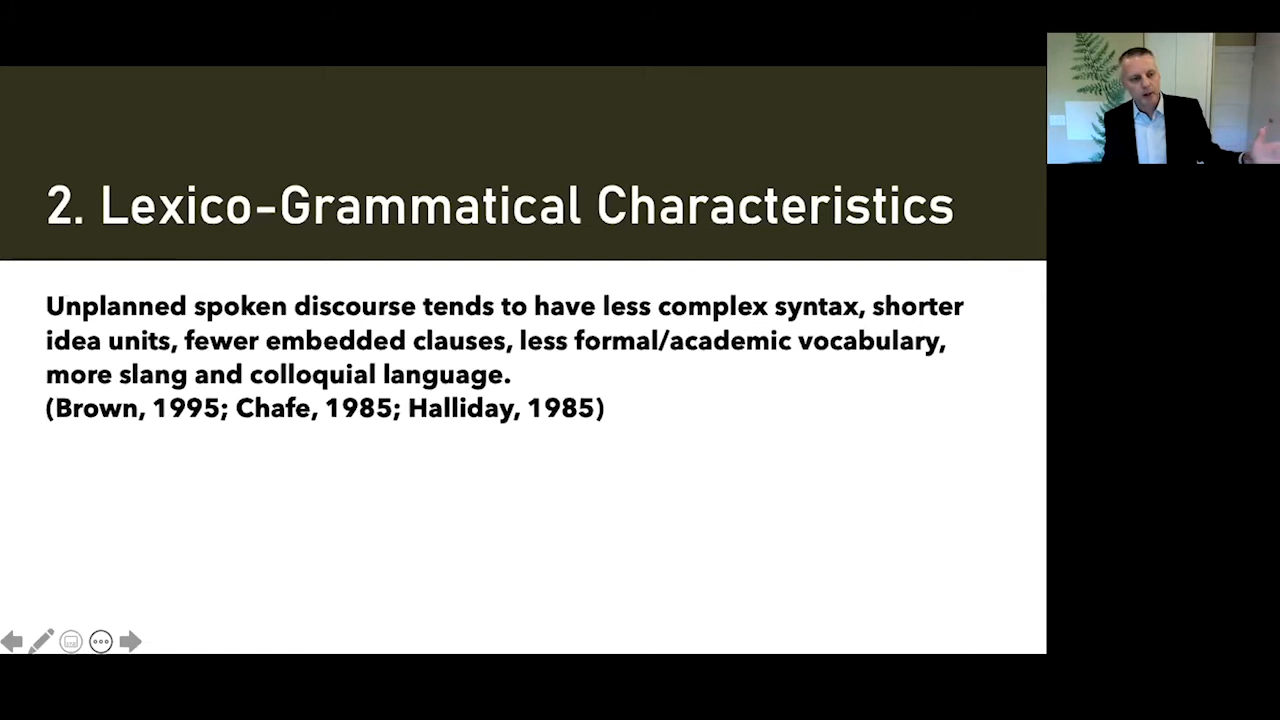 2. Lexico-Grammatical Characteristics
Unplanned spoken discourse tends to have less complex syntax, shorter
idea units, fewer embedded clauses, less formal/academic vocabulary,
more slang and colloquial language.
(Brown, 1995; Chafe, 1985; Halliday, 1985)